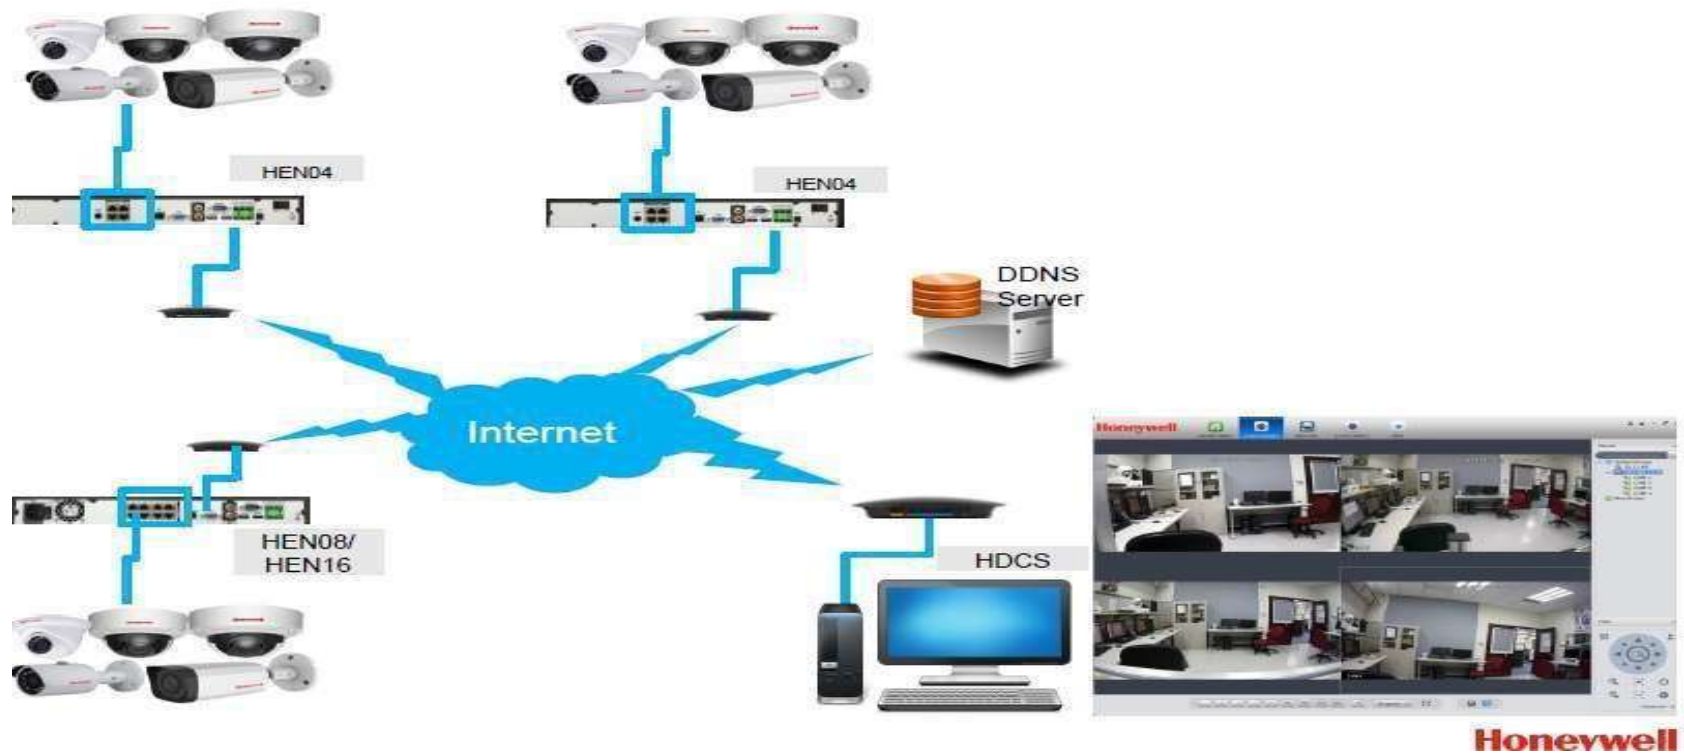 HEN04
HEN04
DDNS
Server
Internet
Honeywell
HEN08/
HEN16
HDCS
Honeywell